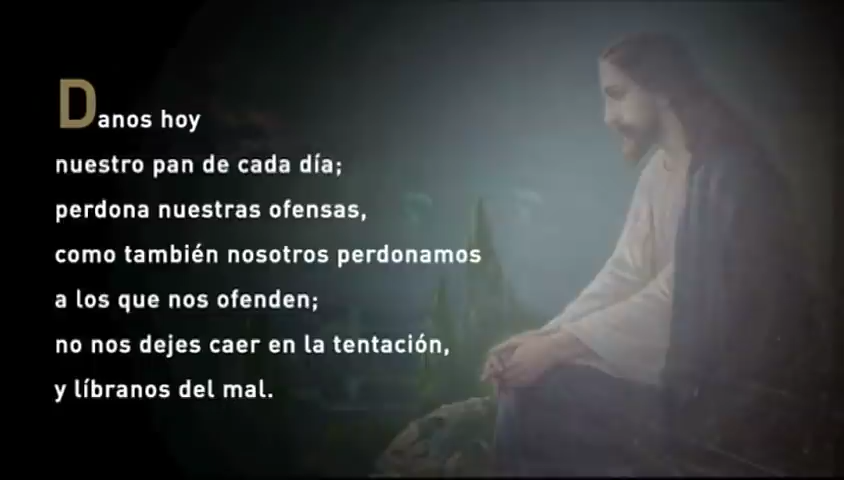 Danos hoy
nuestro pan de cada día;
perdona nuestras ofensas,
como también nosotros perdonamos
a los que nos ofenden;
no nos dejes caer en la tentación,
y líbranos del mal.